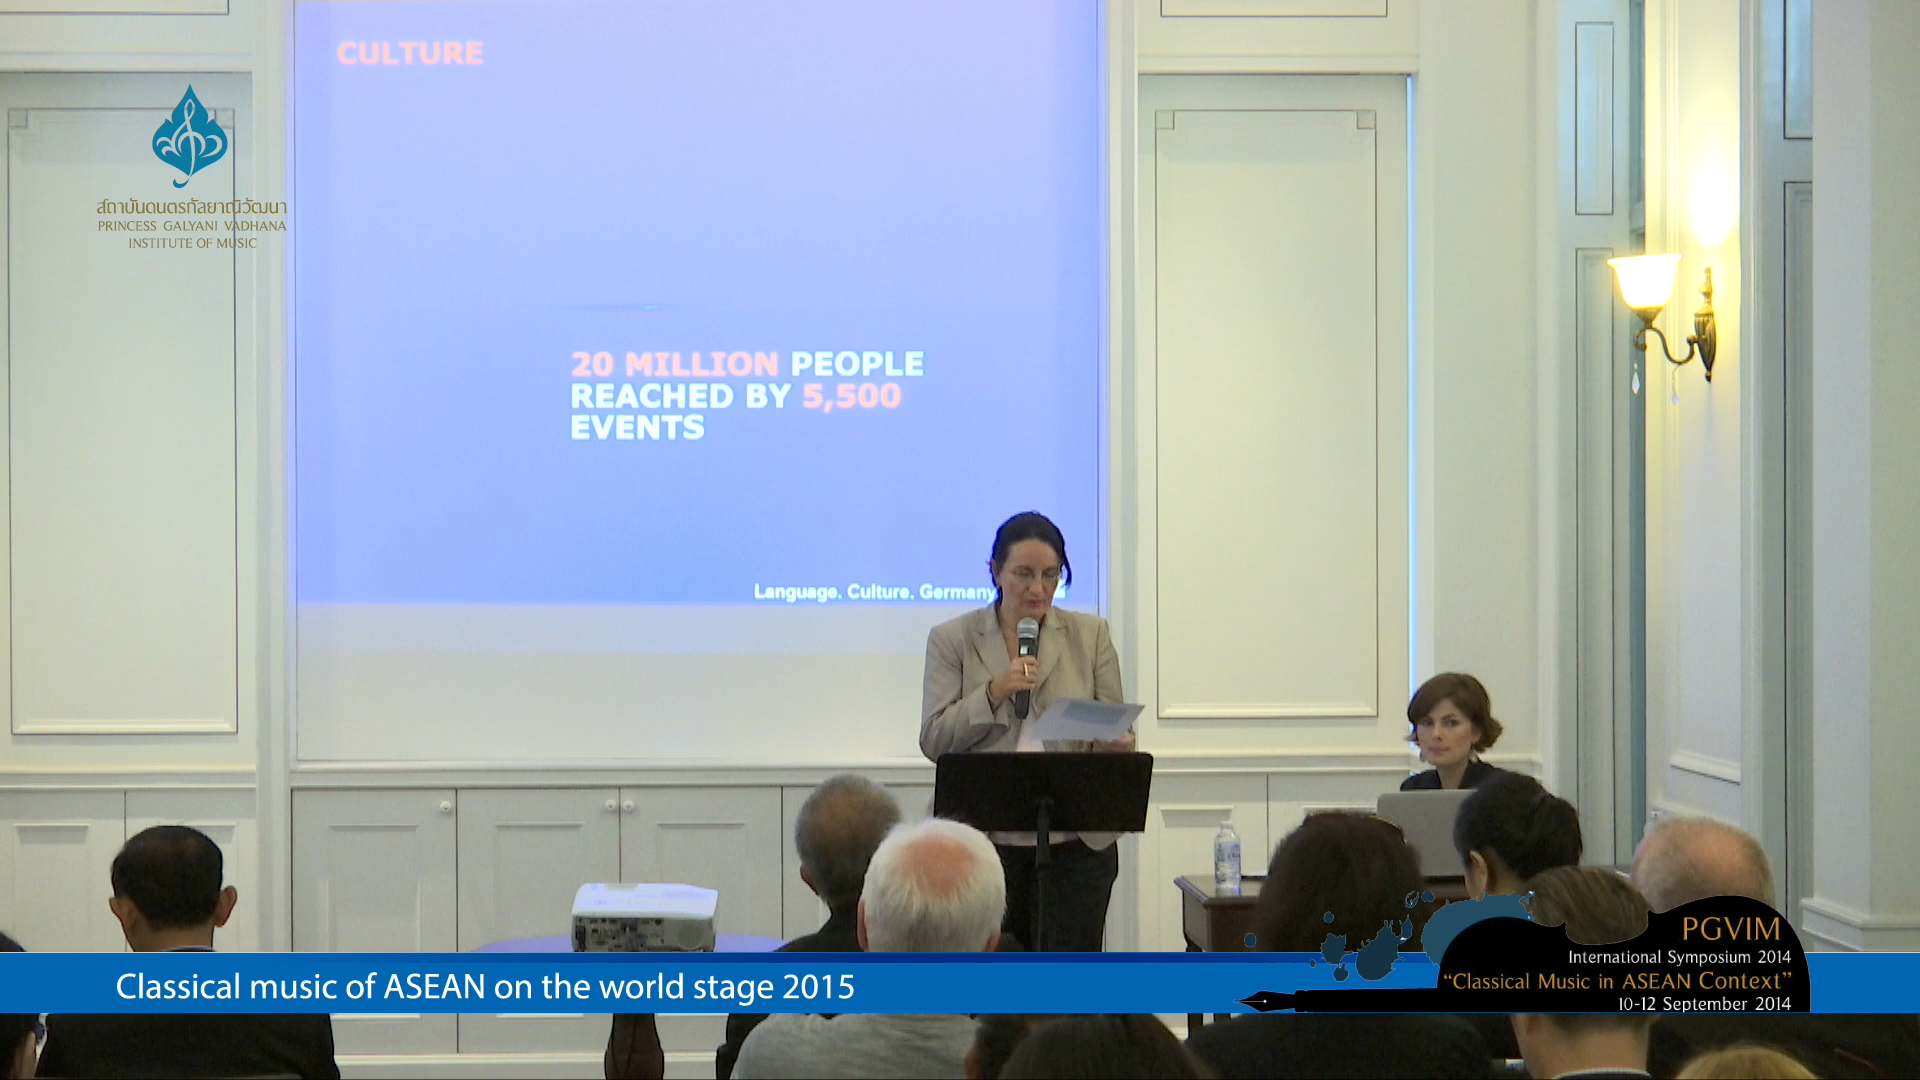 CULTURE
สถาบันดนตรีกัลยาณิวัฒนา
PRINCESS GALYANI VADHANA
INSTITUTE OF MUSIC
20 MILLION PEOPLE
REACHED BY 5,500
EVENTS
Language. Culture. Germany
Classical music of ASEAN on the world stage 2015
PGVIM
International Symposium 2014
“Classical Music in ASEAN Context”
10-12 September 2014